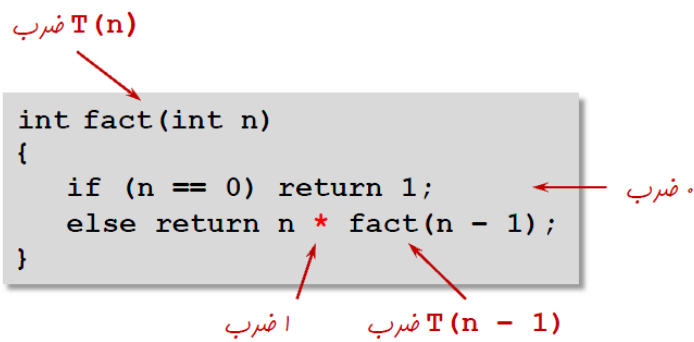 T(n) ضرب
int fact(int n)
{
if (n == 0) return 1;
۰ ضرب
else return n * fact(n - 1);
}
۱ ضرب
T(n - 1) ضرب